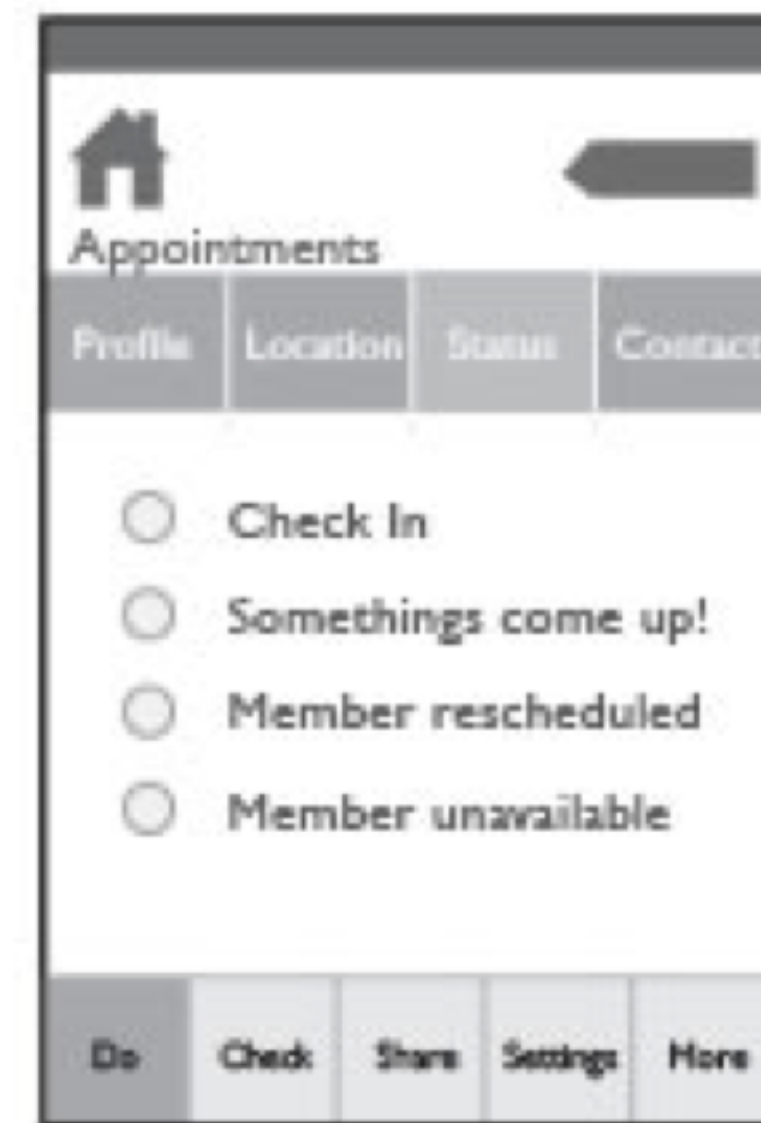 Appointments
Profile Location Status Contact
Check In
Somethings come up!
Member rescheduled
Member unavailable
Do Check Share Settings More